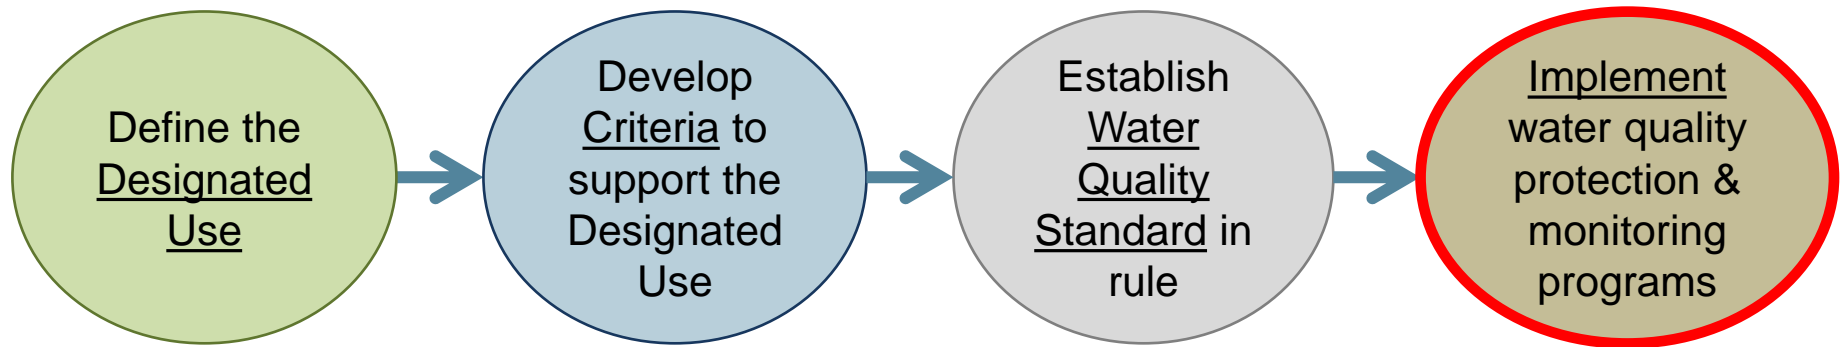 Define the
Designated
Use
Develop
Criteria to
support the
Designated
Use
Establish
Water
Quality
Standard in
rule
Implement
water quality
protection &
monitoring
programs